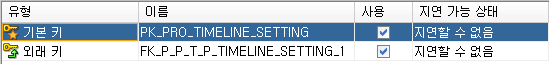 유형 이름 사용 지연 가능 상태
기본 키 PK_PRO_TIMELINE_SETTING 지연할 수 없음
외래 키 FK_P_P_T_P_TIMELINE_SETTING_1 지연할 수 없음